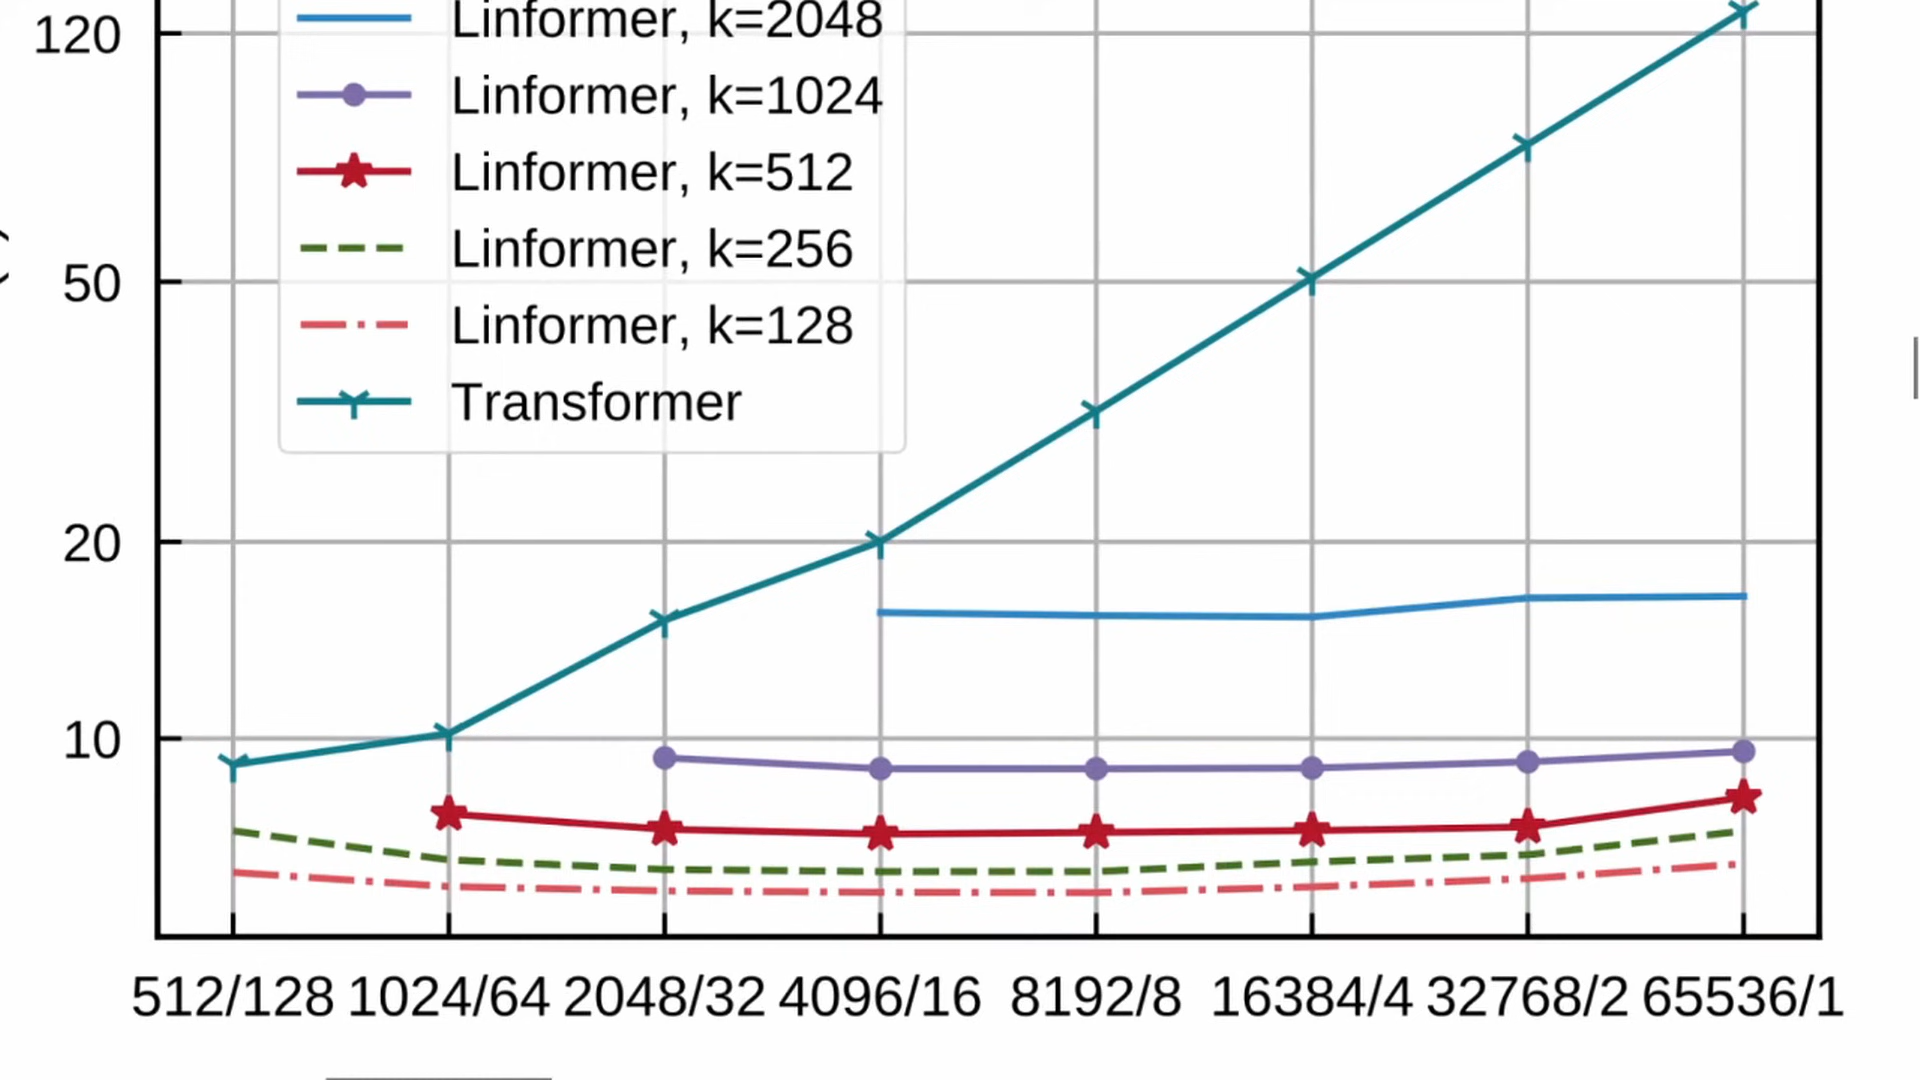 120
50
20
10
Linformer, k=2048
Linformer, k=1024
Linformer, k=512
Linformer, k=256
Linformer, k=128
Transformer
512/128 1024/64 2048/32 4096/16 8192/8 16384/4 32768/2 65536/1